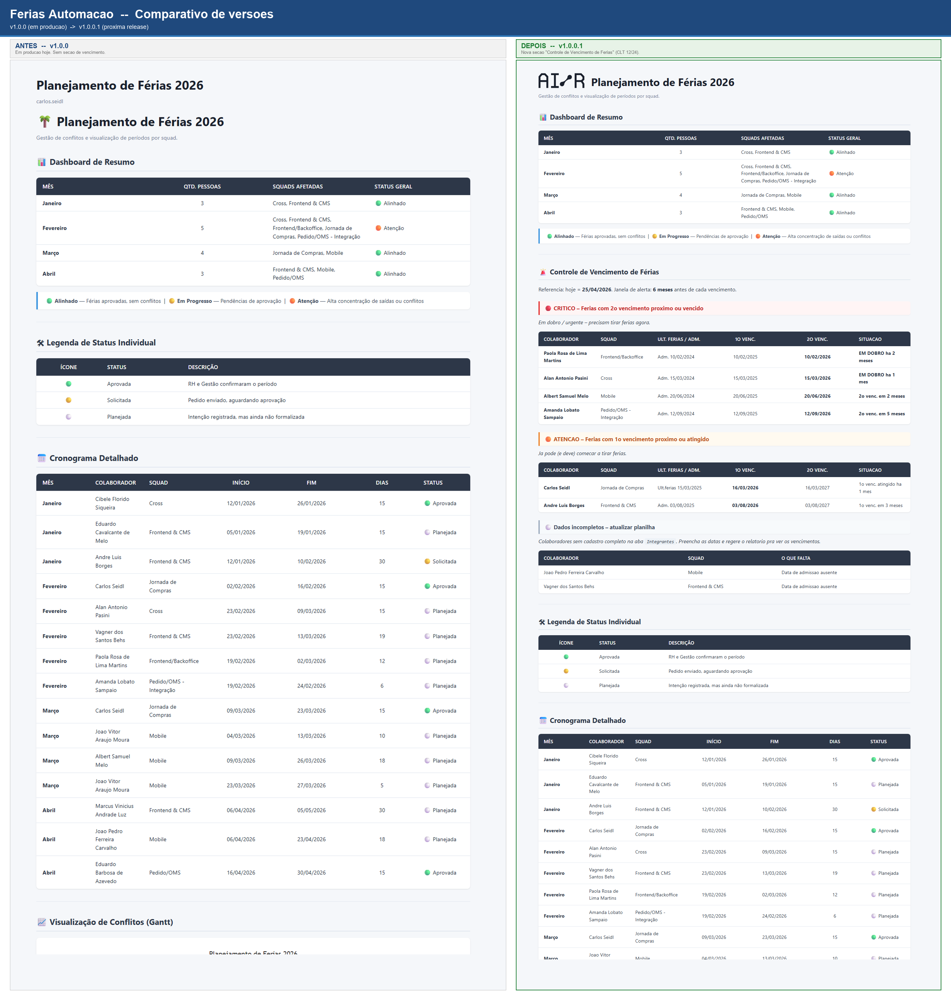 Ferias Automacao  --  Comparativo de versoes
v1.0.0 (em producao)  ->  v1.0.0.1 (proxima release)
ANTES  --  v1.0.0
Em producao hoje. Sem secao de vencimento.
Planejamento de Férias 2026
carlos.seidl
Planejamento de Férias 2026
Gestão de conflitos e visualização de períodos por squad.
Dashboard de Resumo
MÊS QTD. PESSOAS SQUADS AFETADAS STATUS GERAL
Janeiro 3 Cross, Frontend & CMS Alinhado
Cross, Frontend & CMS,
Fevereiro 5 Frontend/Backoffice, Jornada de Atenção
Compras, Pedido/OMS - Integração
Março 4 Jornada de Compras, Mobile Alinhado
Abril 3 Frontend & CMS, Mobile, Alinhado
Pedido/OMS
Alinhado — Férias aprovadas, sem conflitos | Em Progresso — Pendências de aprovação | Atenção — Alta concentração de saídas ou conflitos
Legenda de Status Individual
ÍCONE STATUS DESCRIÇÃO
Aprovada RH e Gestão confirmaram o período
Solicitada Pedido enviado, aguardando aprovação
Planejada Intenção registrada, mas ainda não formalizada
Cronograma Detalhado
MÊS COLABORADOR SQUAD INÍCIO FIM DIAS STATUS
Janeiro Cibele Florido Cross 12/01/2026 26/01/2026 15 Aprovada
Siqueira
Eduardo
Janeiro Cavalcante de Frontend & CMS 05/01/2026 19/01/2026 15 Planejada
Melo
Janeiro Andre Luis Frontend & CMS 12/01/2026 10/02/2026 30 Solicitada
Borges
Fevereiro Carlos Seidl Jornada de 02/02/2026 16/02/2026 15 Aprovada
Compras
Fevereiro Alan Antonio Cross 23/02/2026 09/03/2026 15 Planejada
Pasini
Fevereiro Vagner dos Frontend & CMS 23/02/2026 13/03/2026 19 Planejada
Santos Behs
Fevereiro Paola Rosa de Frontend/Backoffice 19/02/2026 02/03/2026 12 Planejada
Lima Martins
Fevereiro Amanda Lobato Pedido/OMS - 19/02/2026 24/02/2026 6 Planejada
Sampaio Integração
Março Carlos Seidl Jornada de 09/03/2026 23/03/2026 15 Aprovada
Compras
Março Joao Vitor Mobile 04/03/2026 13/03/2026 10 Planejada
Araujo Moura
Março Albert Samuel Mobile 09/03/2026 26/03/2026 18 Planejada
Melo
Março Joao Vitor Mobile 23/03/2026 27/03/2026 5 Planejada
Araujo Moura
Abril Marcus Vinicius Frontend & CMS 06/04/2026 05/05/2026 30 Planejada
Andrade Luz
Joao Pedro
Abril Ferreira Mobile 06/04/2026 23/04/2026 18 Planejada
Carvalho
Eduardo
Abril Barbosa de Pedido/OMS 16/04/2026 30/04/2026 15 Aprovada
Azevedo
Visualização de Conflitos (Gantt)
Planejamento de Ferias 2026
DEPOIS  --  v1.0.0.1
Nova secao "Controle de Vencimento de Ferias" (CLT 12/24).
Planejamento de Férias 2026
Gestão de conflitos e visualização de períodos por squad.
Dashboard de Resumo
MÊS QTD. PESSOAS SQUADS AFETADAS STATUS GERAL
Janeiro 3 Cross, Frontend & CMS Alinhado
Cross, Frontend & CMS,
Fevereiro 5 Frontend/Backoffice, Jornada de Atenção
Compras, Pedido/OMS - Integração
Março 4 Jornada de Compras, Mobile Alinhado
Abril 3 Frontend & CMS, Mobile, Alinhado
Pedido/OMS
Alinhado — Férias aprovadas, sem conflitos | Em Progresso — Pendências de aprovação | Atenção — Alta concentração de saídas ou conflitos
Controle de Vencimento de Férias
Referencia: hoje = 25/04/2026. Janela de alerta: 6 meses antes de cada vencimento.
CRITICO – Ferias com 2o vencimento proximo ou vencido
Em dobro / urgente – precisam tirar ferias agora.
COLABORADOR SQUAD ULT. FERIAS / ADM. 1O VENC. 2O VENC. SITUACAO
Paola Rosa de Lima Frontend/Backoffice Adm. 10/02/2024 10/02/2025 10/02/2026 EM DOBRO ha 2
Martins meses
Alan Antonio Pasini Cross Adm. 15/03/2024 15/03/2025 15/03/2026 EM DOBRO ha 1
mes
Albert Samuel Melo Mobile Adm. 20/06/2024 20/06/2025 20/06/2026 2o venc. em 2 meses
Amanda Lobato Pedido/OMS - Adm. 12/09/2024 12/09/2025 12/09/2026 2o venc. em 5 meses
Sampaio Integração
ATENCAO – Ferias com 1o vencimento proximo ou atingido
Ja pode (e deve) comecar a tirar ferias.
COLABORADOR SQUAD ULT. FERIAS / ADM. 1O VENC. 2O VENC. SITUACAO
Carlos Seidl Jornada de Compras Ult.ferias 15/03/2025 16/03/2026 16/03/2027 1o venc. atingido ha
1 mes
Andre Luis Borges Frontend & CMS Adm. 03/08/2025 03/08/2026 03/08/2027 1o venc. em 3 meses
Dados incompletos – atualizar planilha
Colaboradores sem cadastro completo na aba Integrantes . Preencha as datas e regere o relatorio pra ver os vencimentos.
COLABORADOR SQUAD O QUE FALTA
Joao Pedro Ferreira Carvalho Mobile Data de admissao ausente
Vagner dos Santos Behs Frontend & CMS Data de admissao ausente
Legenda de Status Individual
ÍCONE STATUS DESCRIÇÃO
Aprovada RH e Gestão confirmaram o período
Solicitada Pedido enviado, aguardando aprovação
Planejada Intenção registrada, mas ainda não formalizada
Cronograma Detalhado
MÊS COLABORADOR SQUAD INÍCIO FIM DIAS STATUS
Janeiro Cibele Florido Cross 12/01/2026 26/01/2026 15 Aprovada
Siqueira
Eduardo
Janeiro Cavalcante de Frontend & CMS 05/01/2026 19/01/2026 15 Planejada
Melo
Janeiro Andre Luis Frontend & CMS 12/01/2026 10/02/2026 30 Solicitada
Borges
Fevereiro Carlos Seidl Jornada de 02/02/2026 16/02/2026 15 Aprovada
Compras
Fevereiro Alan Antonio Cross 23/02/2026 09/03/2026 15 Planejada
Pasini
Fevereiro Vagner dos Frontend & CMS 23/02/2026 13/03/2026 19 Planejada
Santos Behs
Fevereiro Paola Rosa de Frontend/Backoffice 19/02/2026 02/03/2026 12 Planejada
Lima Martins
Fevereiro Amanda Lobato Pedido/OMS - 19/02/2026 24/02/2026 6 Planejada
Sampaio Integração
Março Carlos Seidl Jornada de 09/03/2026 23/03/2026 15 Aprovada
Compras
Joao Vitor
Março Mobile 04/03/2026 13/03/2026 10 Planejada